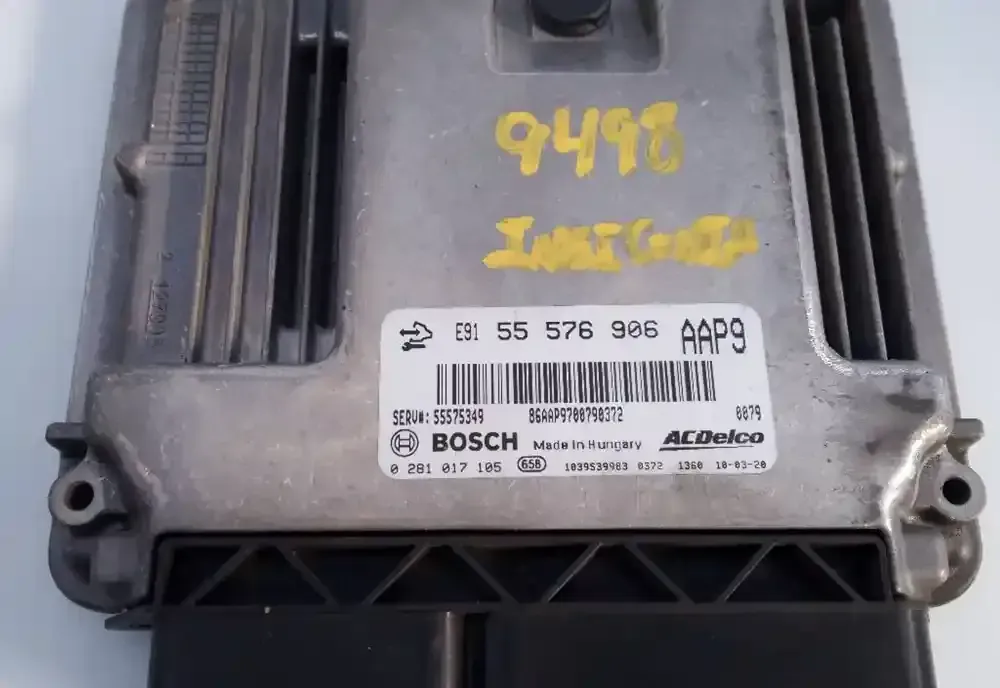 9498
INSIGNIA
E91 55 576 906 AAP9
SERV#: 55575349 86AAP9700790372 0079
BOSCH Made in Hungary ACDelco
0 281 017 105 658 1039S39983 0372 1360 10-03-20